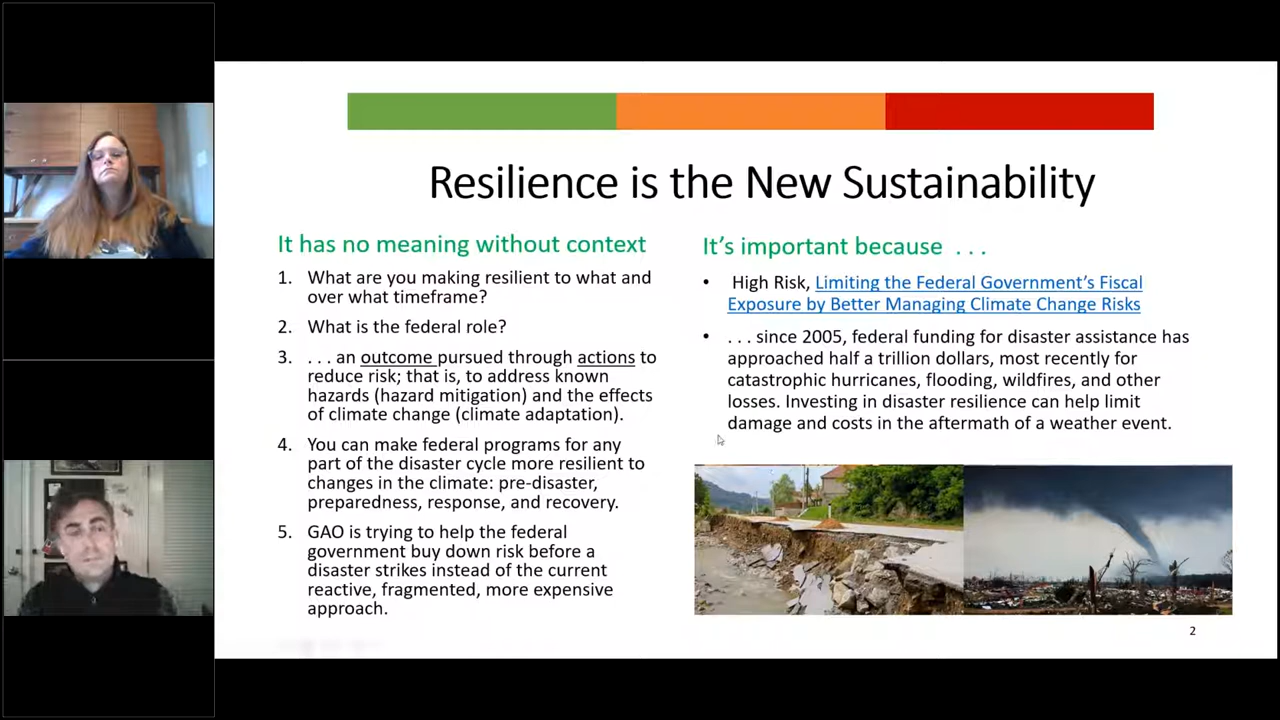 Resilience is the New Sustainability
It has no meaning without context
1. What are you making resilient to what and
over what timeframe?
2. What is the federal role?
3. . . . an outcome pursued through actions to
reduce risk; that is, to address known
hazards (hazard mitigation) and the effects
of climate change (climate adaptation).
4. You can make federal programs for any
part of the disaster cycle more resilient to
changes in the climate: pre-disaster,
preparedness, response, and recovery.
5. GAO is trying to help the federal
government buy down risk before a
disaster strikes instead of the current
reactive, fragmented, more expensive
approach.
It’s important because . . .
• High Risk, Limiting the Federal Government’s Fiscal
Exposure by Better Managing Climate Change Risks
• . . . since 2005, federal funding for disaster assistance has
approached half a trillion dollars, most recently for
catastrophic hurricanes, flooding, wildfires, and other
losses. Investing in disaster resilience can help limit
damage and costs in the aftermath of a weather event.
2